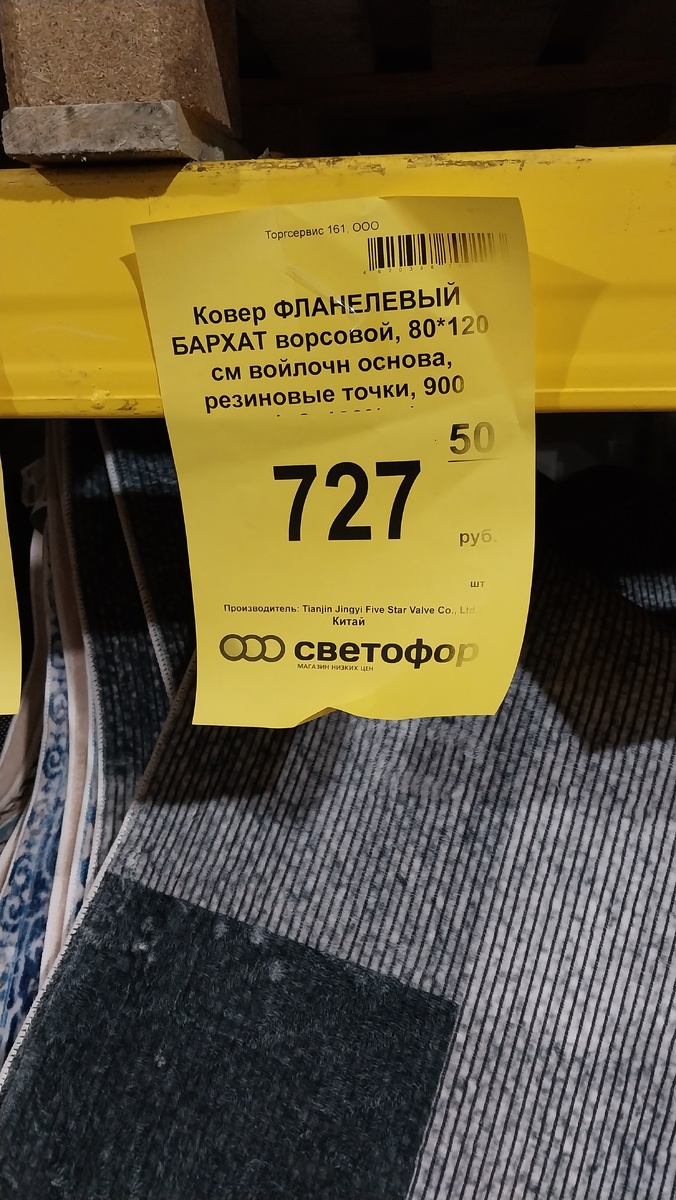 Торгсервис 161, ООО
Ковер ФЛАНЕЛЕВЫЙ
БАРХАТ ворсовой, 80*120
см войлочн основа,
резиновые точки, 900
727
50
руб.
шт
Производитель: Tianjin Jingyi Five Star Valve Co., Ltd.
Китай
светофор
МАГАЗИН НИЗКИХ ЦЕН